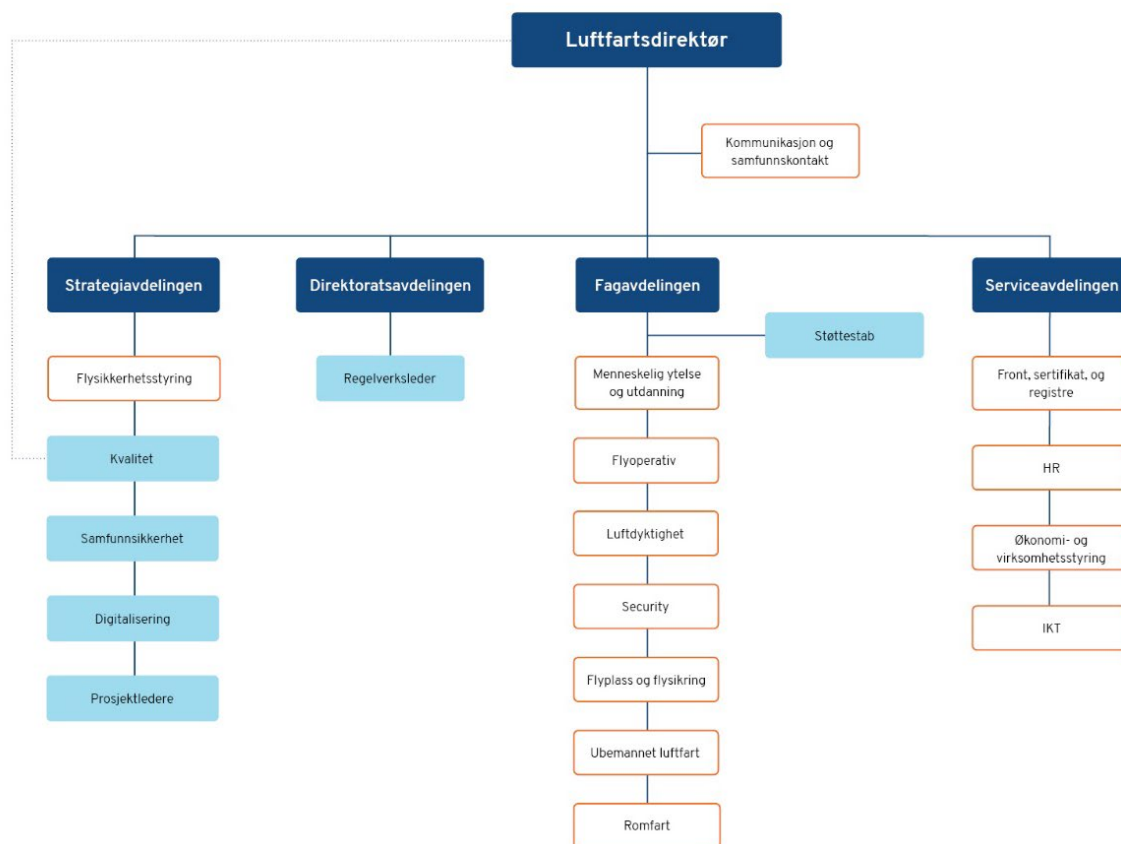 Luftfartsdirektør
Kommunikasjon og
samfunnskontakt
Strategiavdelingen
Direktoratsavdelingen
Fagavdelingen
Serviceavdelingen
Støttestab
Flysikkerhetsstyring
Regelverksleder
Menneskelig ytelse
og utdanning
Front, sertifikat, og
registre
Kvalitet
Flyoperativ
HR
Samfunnsikkerhet
Luftdyktighet
Økonomi- og
virksomhetsstyring
Digitalisering
Security
IKT
Prosjektledere
Flyplass og flysikring
Ubemannet luftfart
Romfart